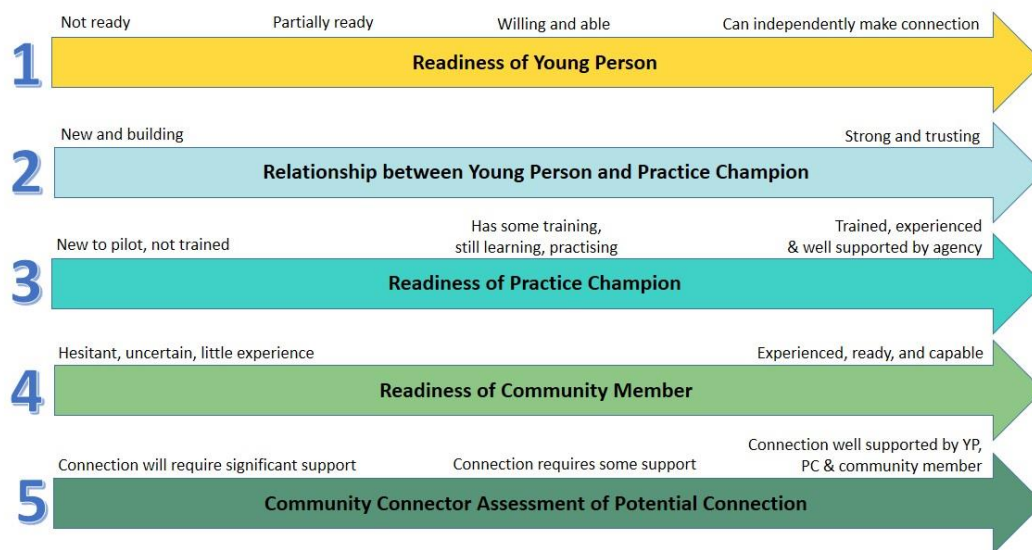 Not ready Partially ready Willing and able Can independently make connection
1 Readiness of Young Person
New and building Strong and trusting
2 Relationship between Young Person and Practice Champion
New to pilot, not trained
Has some training,
still learning, practising
Trained, experienced
& well supported by agency
3 Readiness of Practice Champion
Hesitant, uncertain, little experience Experienced, ready, and capable
4 Readiness of Community Member
Connection will require significant support Connection requires some support
Connection well supported by YP,
PC & community member
5 Community Connector Assessment of Potential Connection